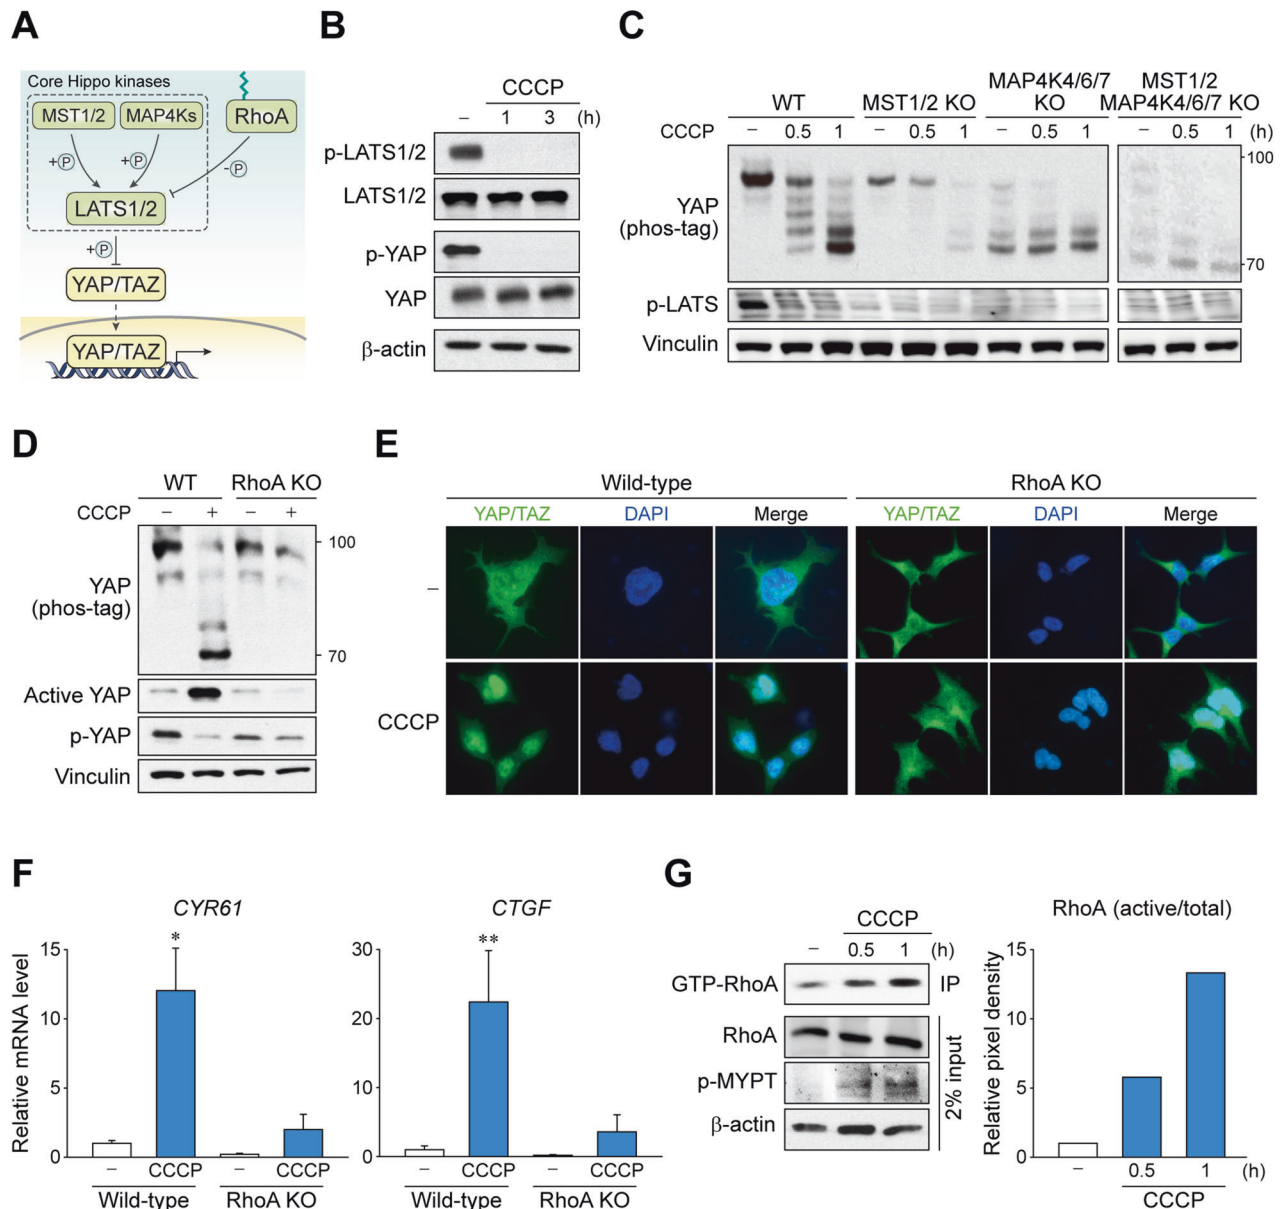 A
Core Hippo kinases
MST1/2 MAP4Ks RhoA
+P +P -P
LATS1/2
+P
YAP/TAZ
YAP/TAZ
B
CCCP
– 1 3 (h)
p-LATS1/2
LATS1/2
p-YAP
YAP
β-actin
C
WT MST1/2 KO MAP4K4/6/7 KO MST1/2 MAP4K4/6/7 KO
CCCP – 0.5 1 – 0.5 1 – 0.5 1 – 0.5 1 (h)
YAP
(phos-tag)
100
70
p-LATS
Vinculin
D
WT RhoA KO
CCCP – + – +
YAP
(phos-tag)
100
70
Active YAP
p-YAP
Vinculin
E
Wild-type RhoA KO
YAP/TAZ DAPI Merge YAP/TAZ DAPI Merge
–
CCCP
F
CYR61
Relative mRNA level
15
10
5
0
*
– CCCP – CCCP
Wild-type RhoA KO
CTGF
30
20
10
0
**
– CCCP – CCCP
Wild-type RhoA KO
G
CCCP
– 0.5 1 (h)
GTP-RhoA IP
RhoA
p-MYPT
β-actin
2% input
RhoA (active/total)
Relative pixel density
15
10
5
0
– 0.5 1 (h)
CCCP